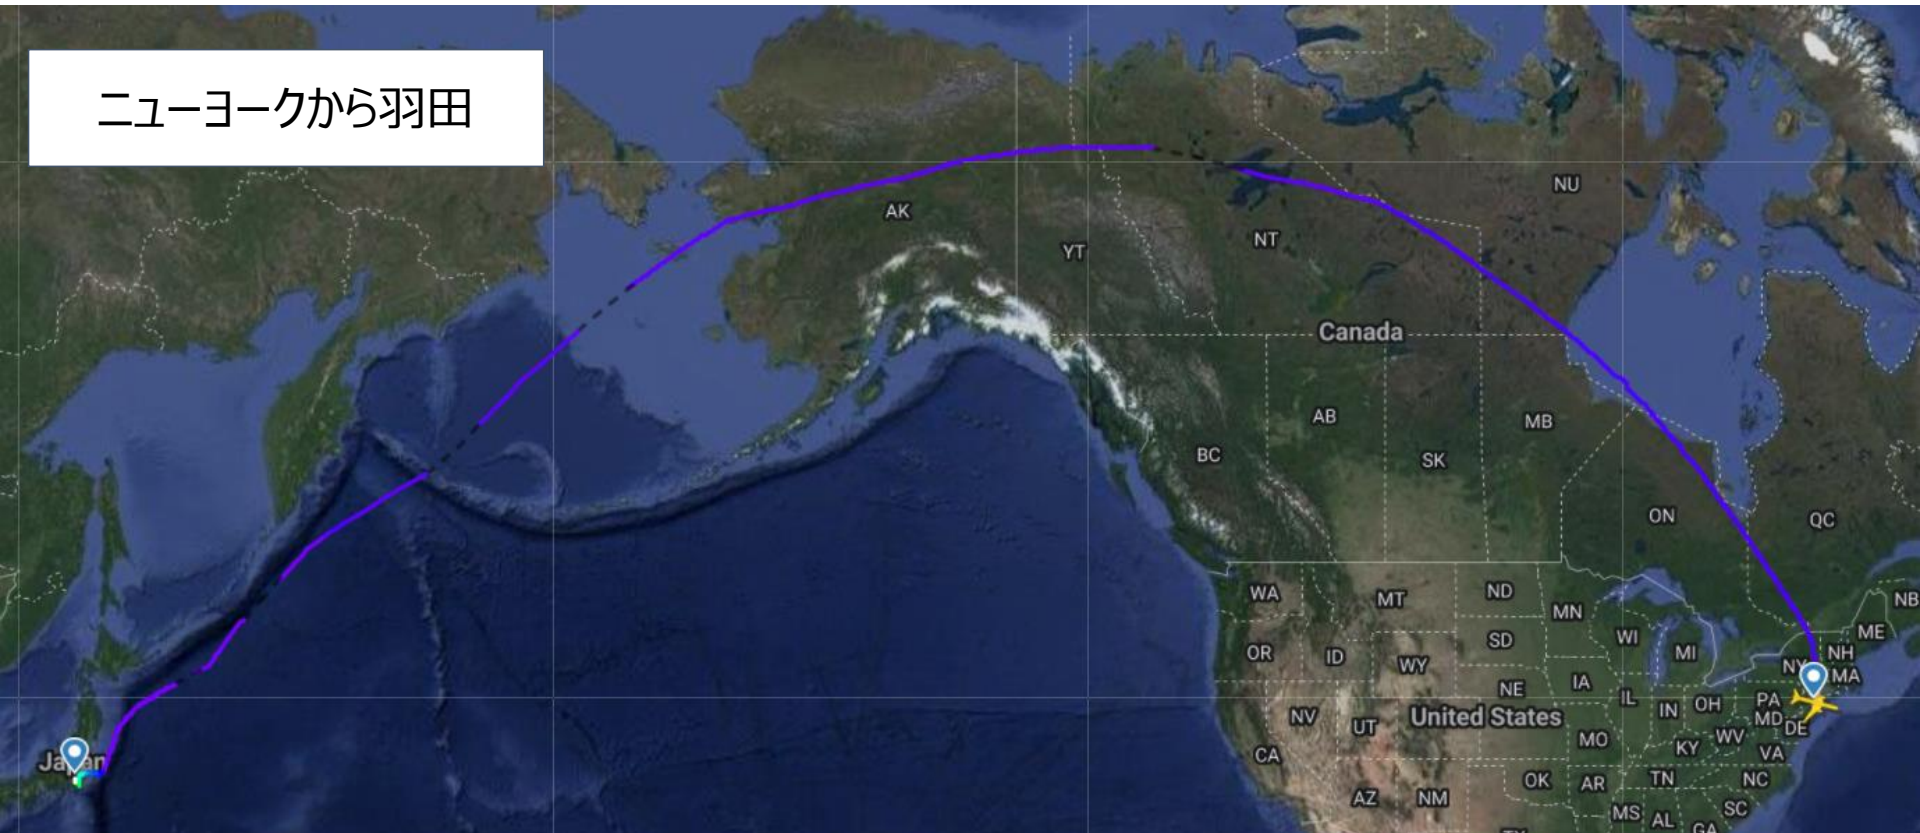 ニューヨークから羽田
NU
AK
NT
YT
Canada
AB
MB
BC
SK
ON
QC
WA
MT
ND
NB
MN
OR
ID
SD
WI
MI
ME
NH
WY
NY
MA
NE
IA
IL
IN
OH
PA
NV
UT
United States
MD
DE
MO
KY
WV
VA
Japan
CA
OK
AR
TN
NC
AZ
NM
MS
AL
SC
GA